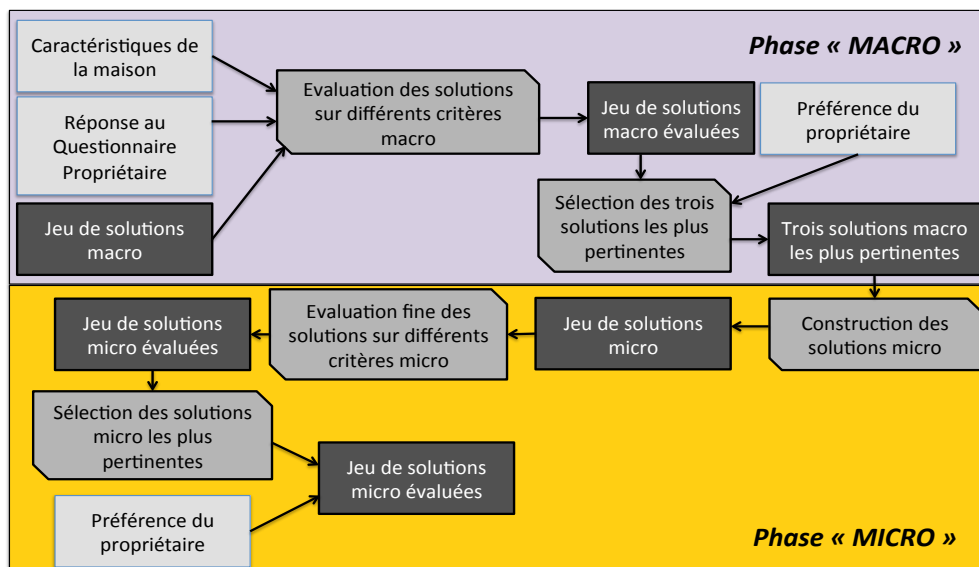 Phase « MACRO »
Caractéristiques de
la maison
Réponse au
Questionnaire
Propriétaire
Jeu de solutions
macro
Evaluation des solutions
sur différents critères
macro
Jeu de solutions
macro évaluées
Préférence du
propriétaire
Sélection des trois
solutions les plus
pertinentes
Trois solutions macro
les plus pertinentes
Construction des
solutions micro
Jeu de solutions
micro
Evaluation fine des
solutions sur différents
critères micro
Jeu de solutions
micro évaluées
Sélection des solutions
micro les plus
pertinentes
Préférence du
propriétaire
Jeu de solutions
micro évaluées
Phase « MICRO »